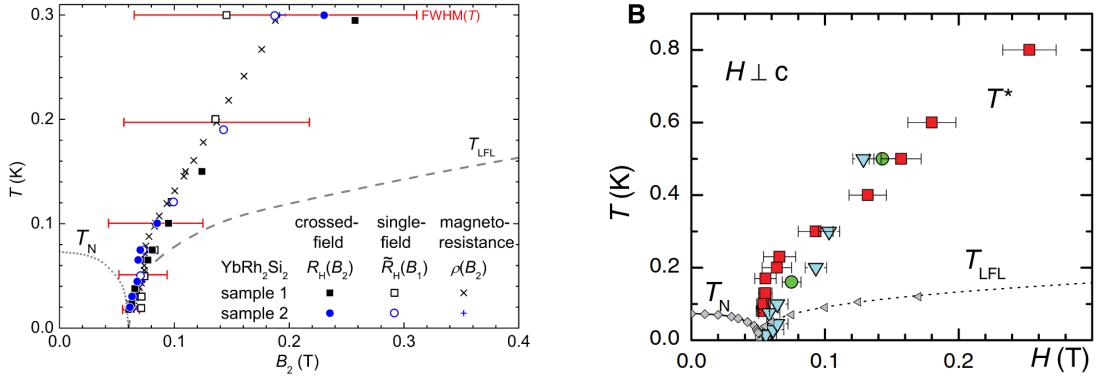 0.3
FWHM(T)
0.2
T (K)
T_LFL
0.1
T_N
crossed-
field
single-
field
magneto-
resistance
YbRh₂Si₂ R_H(B₂) R̃_H(B₁) ρ(B₂)
sample 1
sample 2
0.0
0.0 0.1 0.2 0.3 0.4
B₂ (T)
B
0.8
H ⊥ c
T*
0.6
T (K)
0.4
0.2
T_N
T_LFL
0.0
0.0 0.1 0.2 H (T)